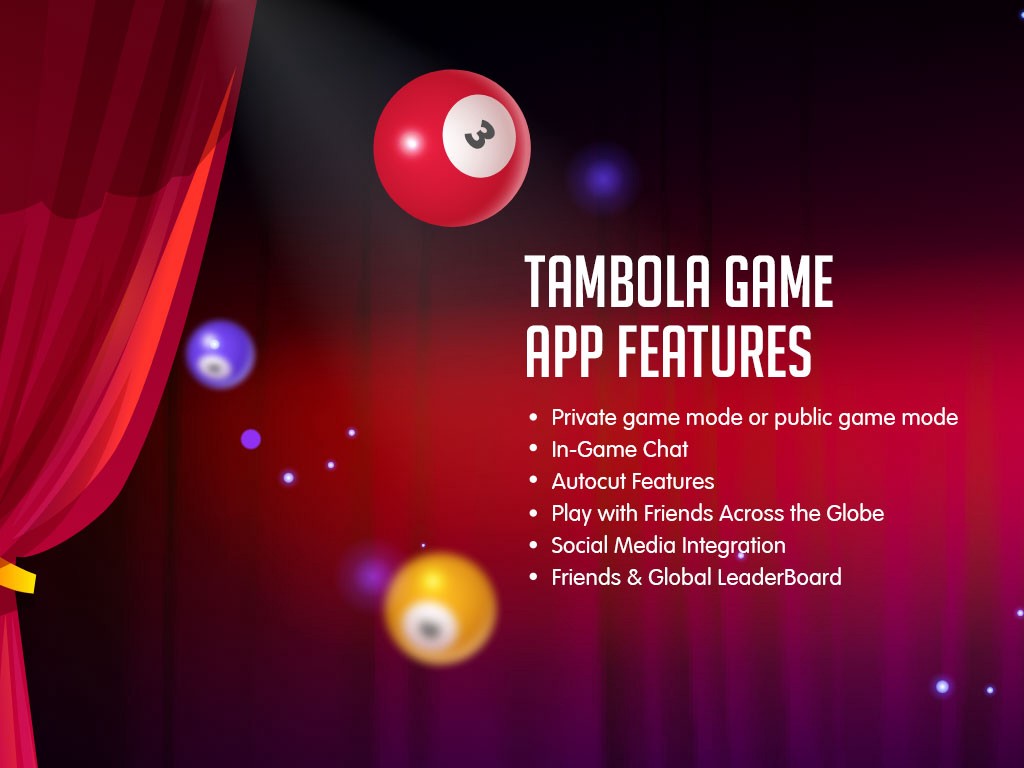 3
TAMBOLA GAME
APP FEATURES
• Private game mode or public game mode
• In-Game Chat
• Autocut Features
• Play with Friends Across the Globe
• Social Media Integration
• Friends & Global LeaderBoard